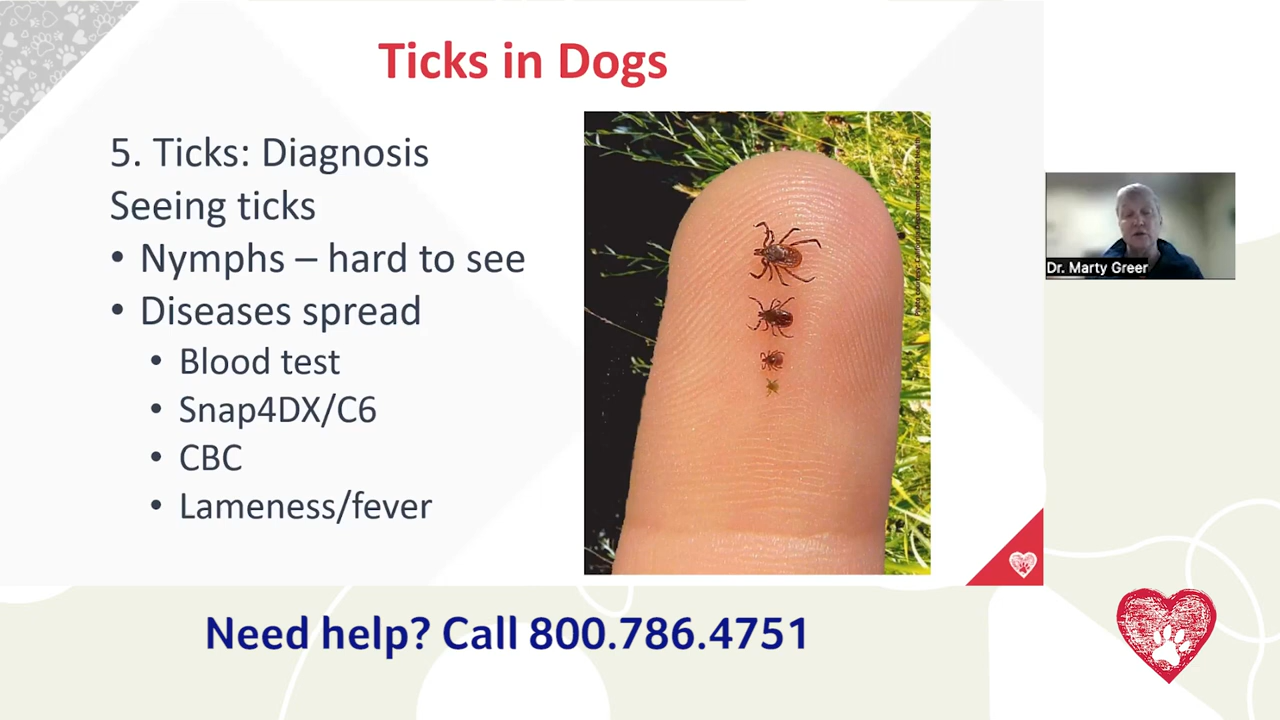 Ticks in Dogs
5. Ticks: Diagnosis
Seeing ticks
• Nymphs – hard to see
• Diseases spread
• Blood test
• Snap4DX/C6
• CBC
• Lameness/fever
Dr. Marty Greer
Need help? Call 800.786.4751